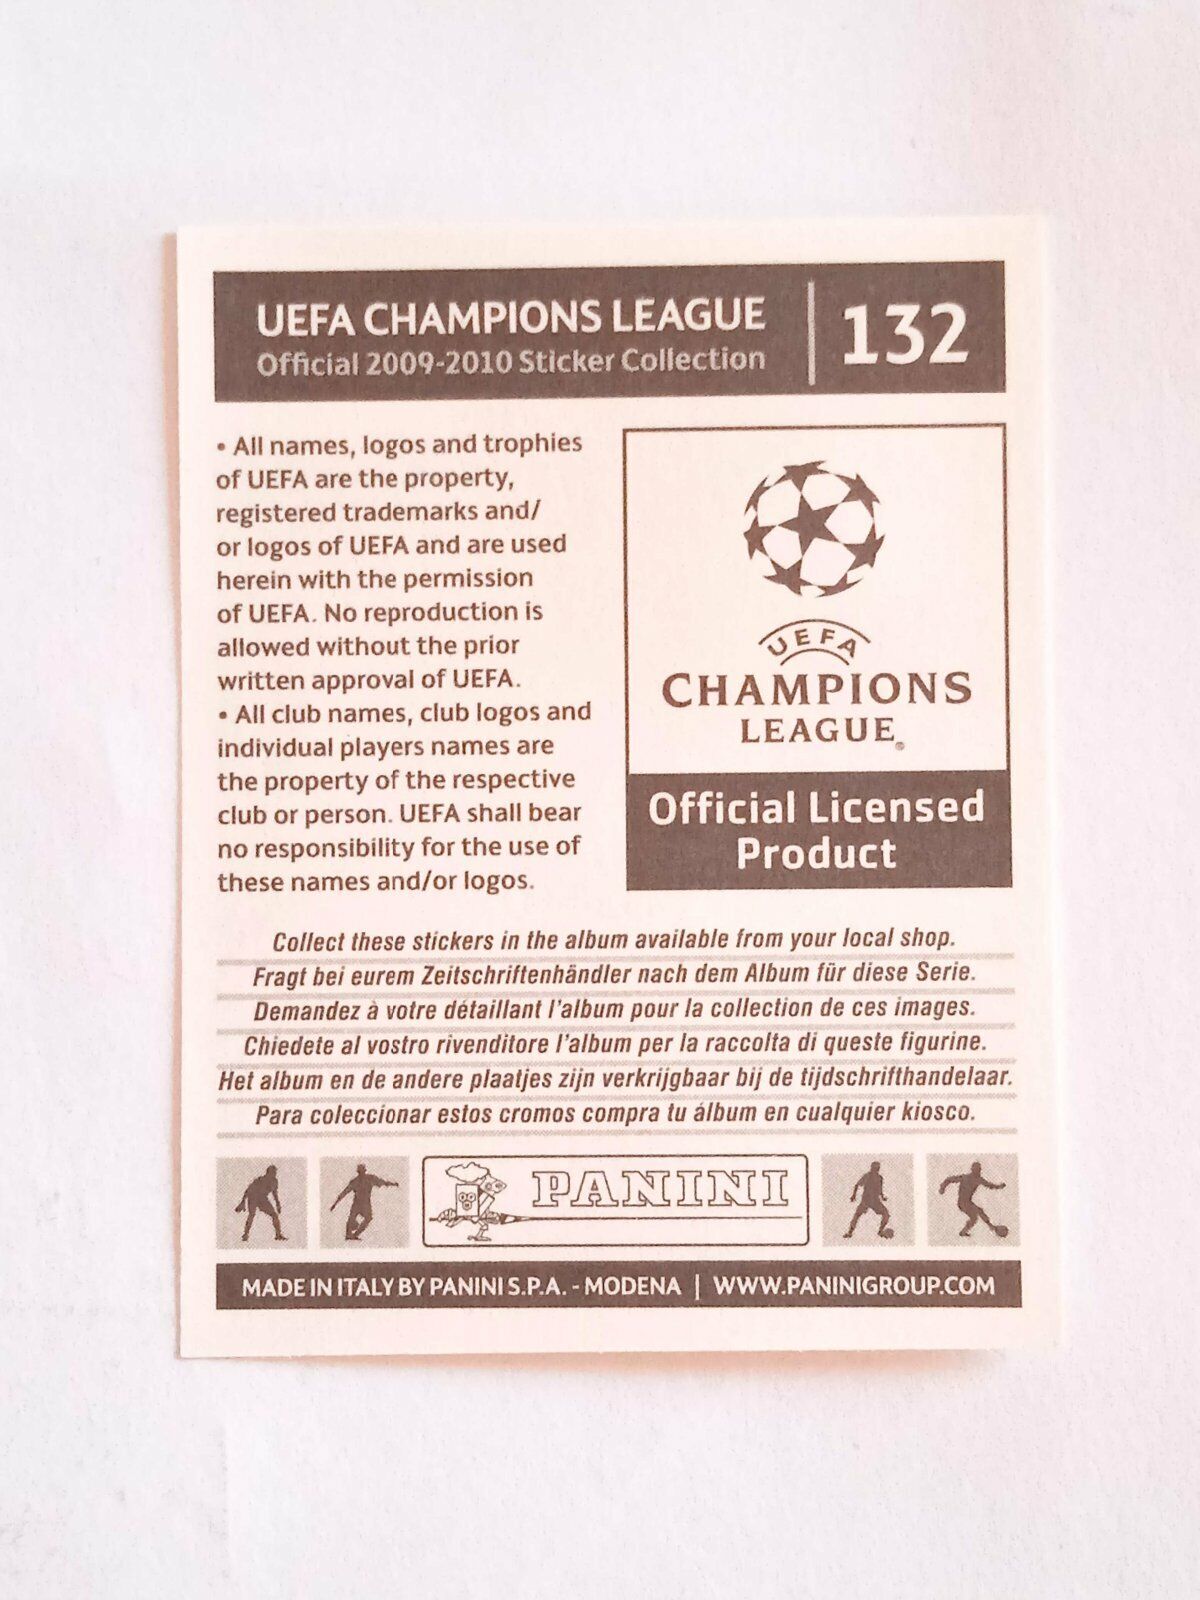 UEFA CHAMPIONS LEAGUE
Official 2009-2010 Sticker Collection
132
• All names, logos and trophies
of UEFA are the property,
registered trademarks and/
or logos of UEFA and are used
herein with the permission
of UEFA. No reproduction is
allowed without the prior
written approval of UEFA.
• All club names, club logos and
individual players names are
the property of the respective
club or person. UEFA shall bear
no responsibility for the use of
these names and/or logos.
UEFA
CHAMPIONS
LEAGUE®
Official Licensed
Product
Collect these stickers in the album available from your local shop.
Fragt bei eurem Zeitschriftenhändler nach dem Album für diese Serie.
Demandez à votre détaillant l'album pour la collection de ces images.
Chiedete al vostro rivenditore l'album per la raccolta di queste figurine.
Het album en de andere plaatjes zijn verkrijgbaar bij de tijdschrifthandelaar.
Para coleccionar estos cromos compra tu álbum en cualquier kiosco.
PANINI
MADE IN ITALY BY PANINI S.P.A. - MODENA | WWW.PANINIGROUP.COM